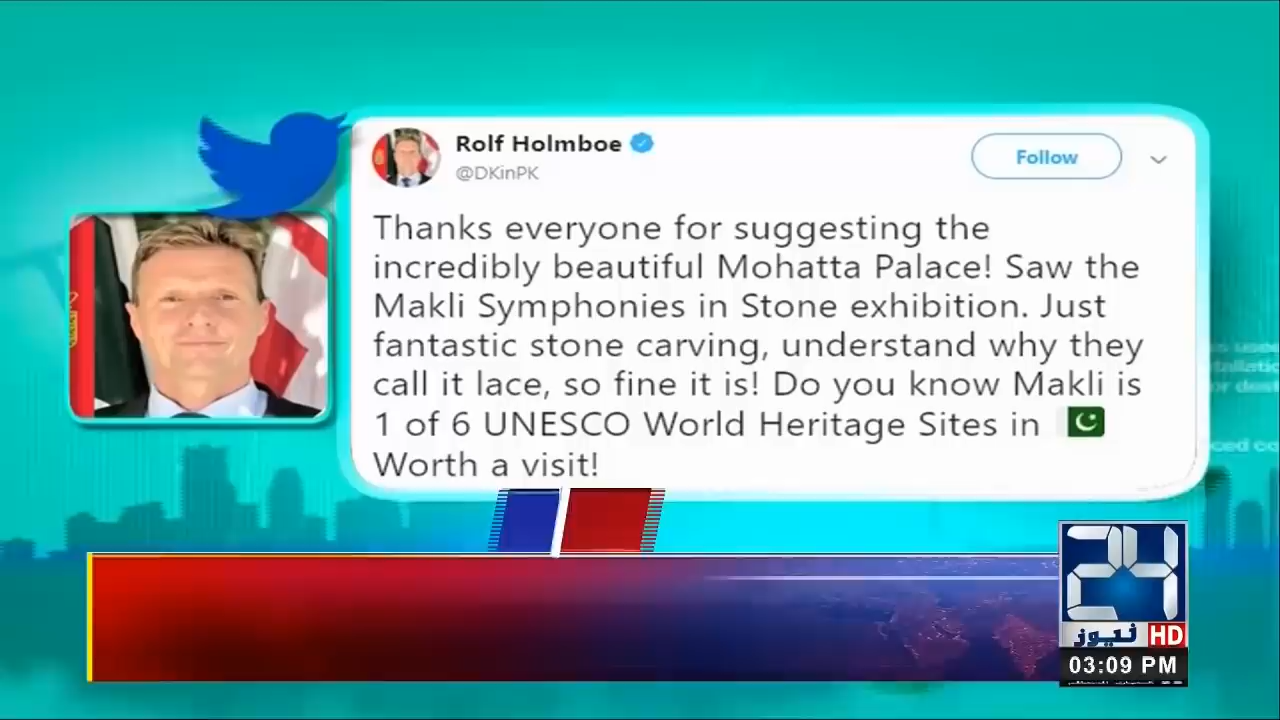 Rolf Holmboe
@DKinPK
Follow
Thanks everyone for suggesting the
incredibly beautiful Mohatta Palace! Saw the
Makli Symphonies in Stone exhibition. Just
fantastic stone carving, understand why they
call it lace, so fine it is! Do you know Makli is
1 of 6 UNESCO World Heritage Sites in 🇵🇰
Worth a visit!
24
نیوز HD
03:09 PM